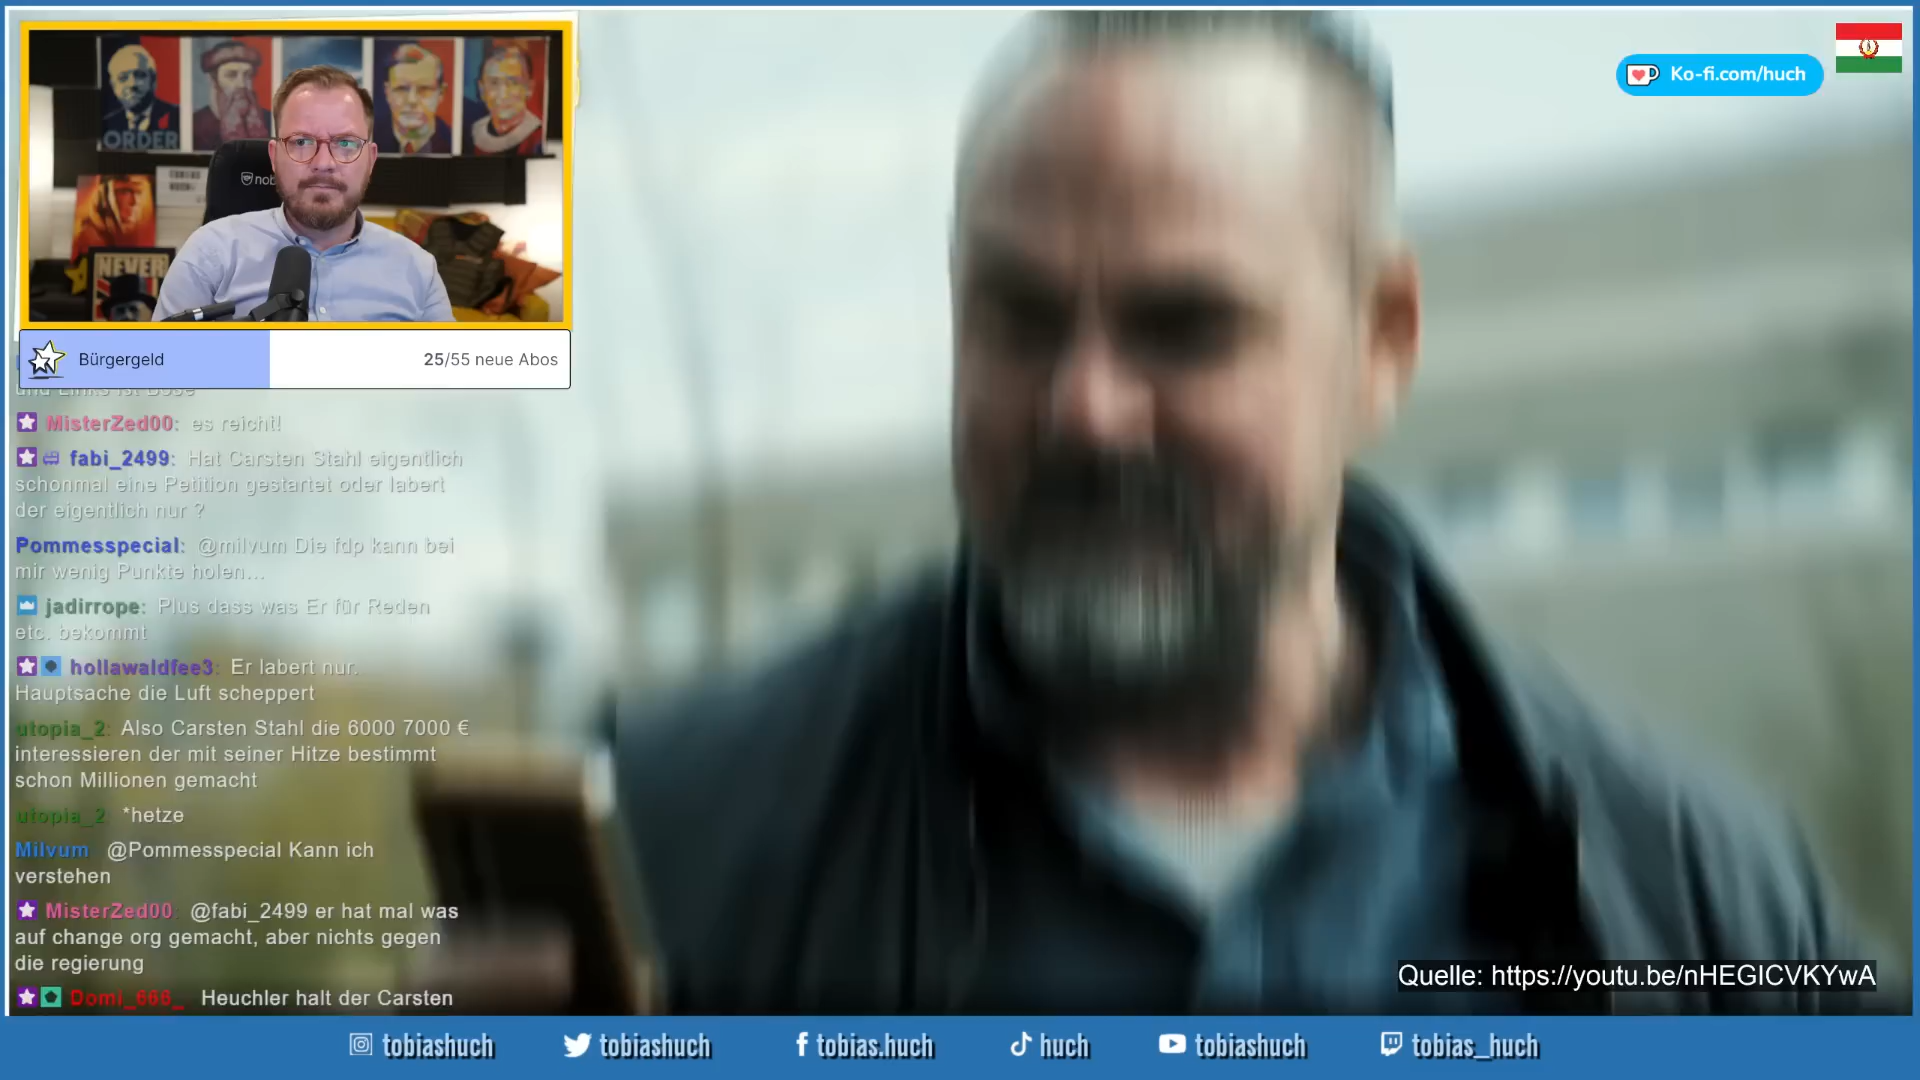 ORDER
nob
NEVER
Ko-fi.com/huch
Bürgergeld
25/55 neue Abos
und Links ist Böse
MisterZed00: es reicht!
fabi_2499: Hat Carsten Stahl eigentlich
schonmal eine Petition gestartet oder labert
der eigentlich nur ?
Pommesspecial: @milvum Die fdp kann bei
mir wenig Punkte holen...
jadirrope: Plus dass was Er für Reden
etc. bekommt
hollawaldfee3: Er labert nur.
Hauptsache die Luft scheppert
utopia_2: Also Carsten Stahl die 6000 7000 €
interessieren der mit seiner Hitze bestimmt
schon Millionen gemacht
utopia_2: *hetze
Milvum @Pommesspecial Kann ich
verstehen
MisterZed00: @fabi_2499 er hat mal was
auf change org gemacht, aber nichts gegen
die regierung
Domi_666_ Heuchler halt der Carsten
Quelle: https://youtu.be/nHEGICVKYwA
tobiashuch
tobiashuch
tobias.huch
huch
tobiashuch
tobias_huch